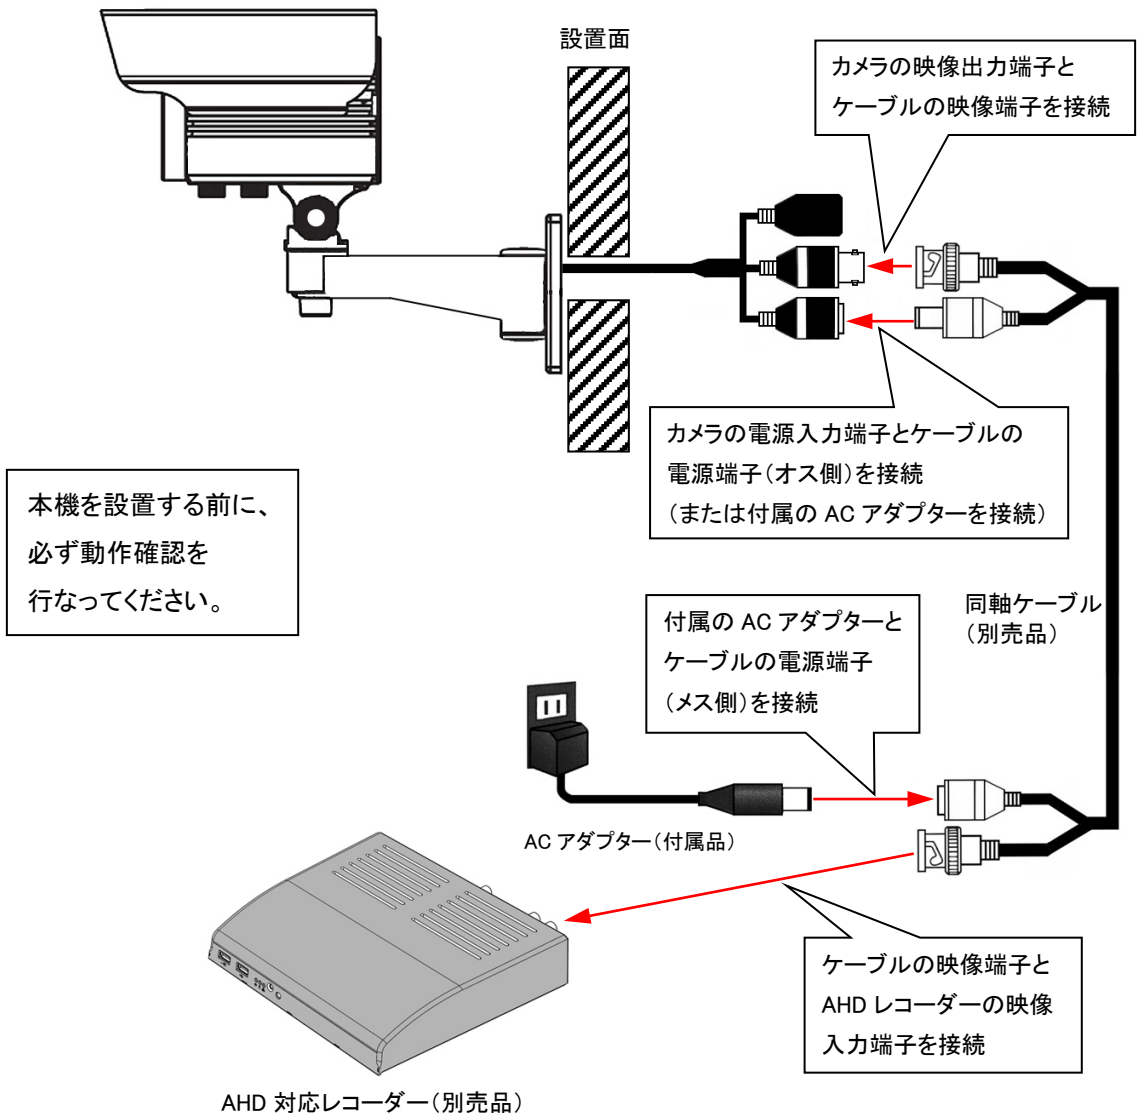 設置面
カメラの映像出力端子と
ケーブルの映像端子を接続
カメラの電源入力端子とケーブルの
電源端子(オス側)を接続
(または付属の AC アダプターを接続)
本機を設置する前に、
必ず動作確認を
行なってください。
同軸ケーブル
(別売品)
付属の AC アダプターと
ケーブルの電源端子
(メス側)を接続
AC アダプター(付属品)
ケーブルの映像端子と
AHD レコーダーの映像
入力端子を接続
AHD 対応レコーダー(別売品)